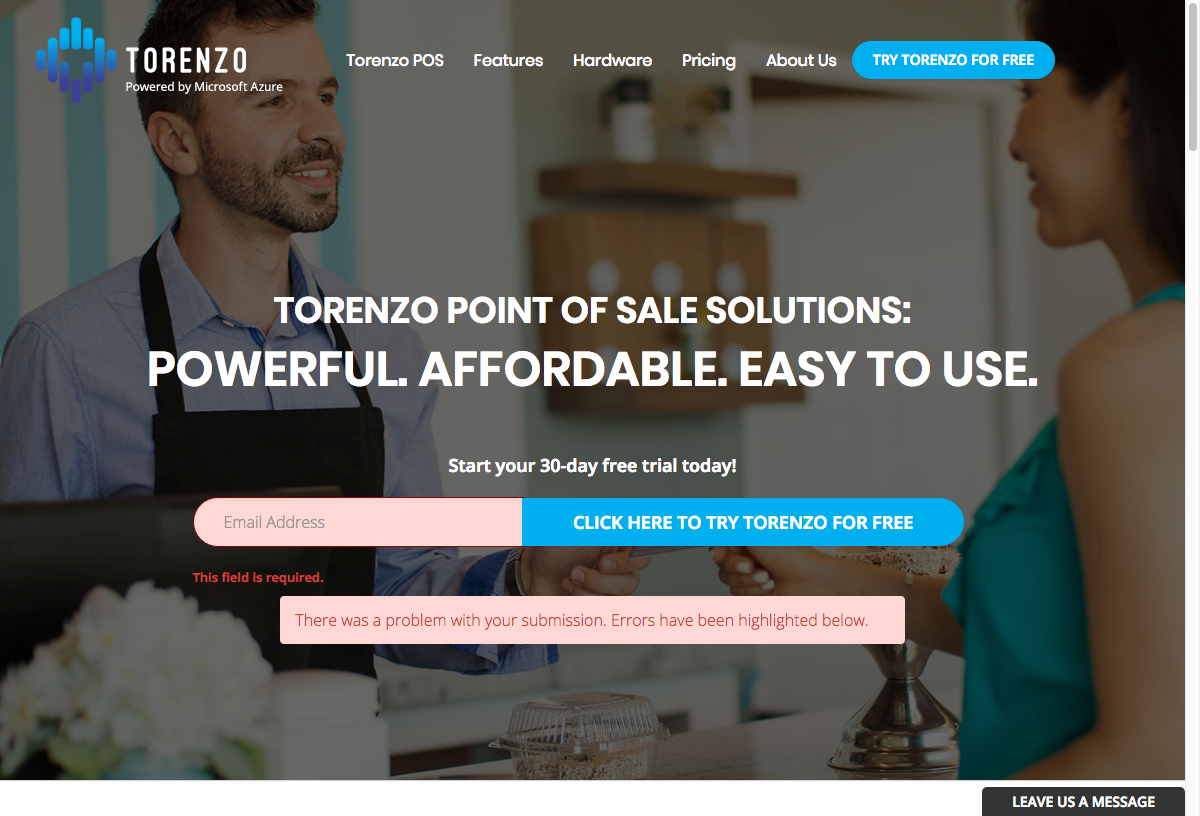 TORENZO
Powered by Microsoft Azure
Torenzo POS
Features
Hardware
Pricing
About Us
TRY TORENZO FOR FREE
TORENZO POINT OF SALE SOLUTIONS:
POWERFUL. AFFORDABLE. EASY TO USE.
Start your 30-day free trial today!
Email Address
CLICK HERE TO TRY TORENZO FOR FREE
This field is required.
There was a problem with your submission. Errors have been highlighted below.
LEAVE US A MESSAGE